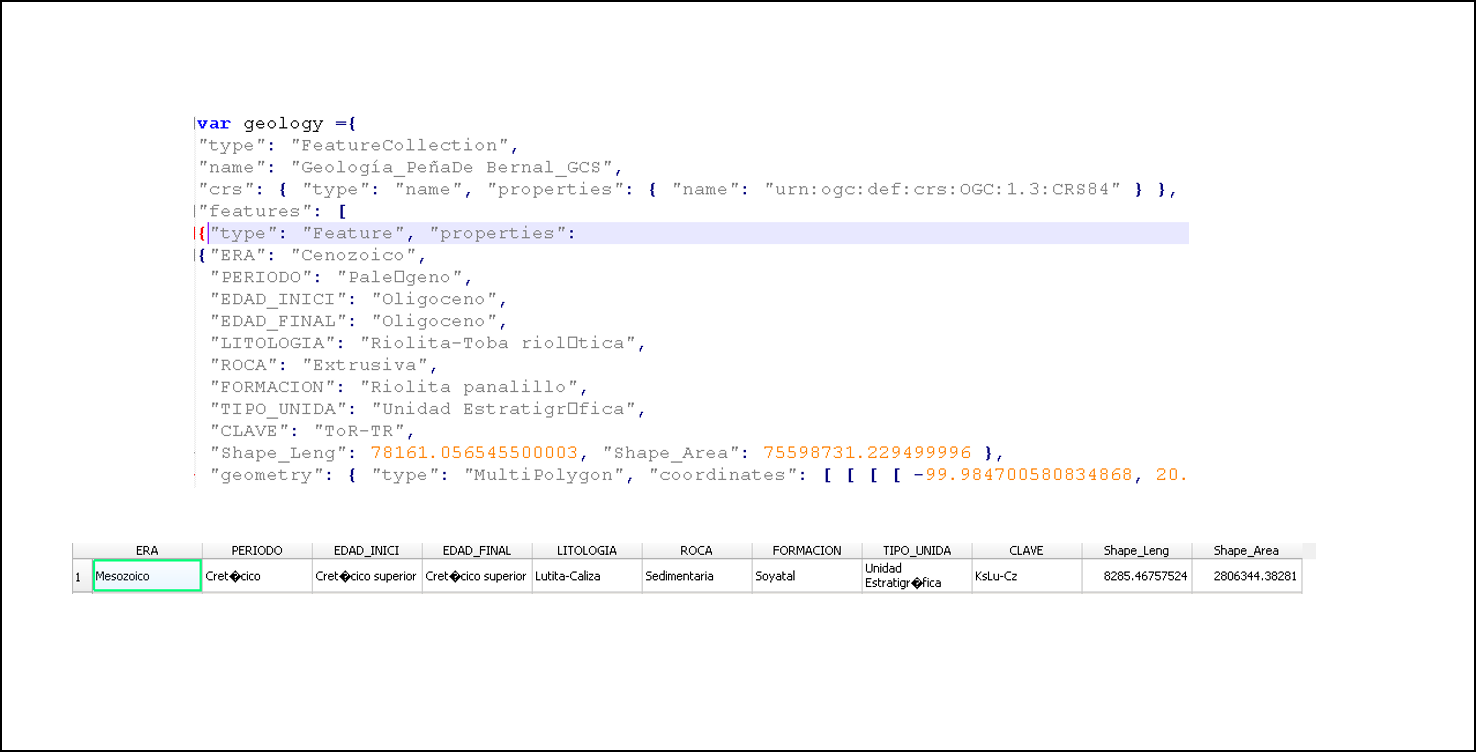 var geology ={
"type": "FeatureCollection",
"name": "Geología_PeñaDe Bernal_GCS",
"crs": { "type": "name", "properties": { "name": "urn:ogc:def:crs:OGC:1.3:CRS84" } },
"features": [
{"type": "Feature", "properties":
{"ERA": "Cenozoico",
"PERIODO": "Pale□geno",
"EDAD_INICI": "Oligoceno",
"EDAD_FINAL": "Oligoceno",
"LITOLOGIA": "Riolita-Toba riol□tica",
"ROCA": "Extrusiva",
"FORMACION": "Riolita panalillo",
"TIPO_UNIDA": "Unidad Estratigr□fica",
"CLAVE": "ToR-TR",
"Shape_Leng": 78161.056545500003, "Shape_Area": 75598731.229499996 },
"geometry": { "type": "MultiPolygon", "coordinates": [ [ [ [ -99.984700580834868, 20.
ERA PERIODO EDAD_INICI EDAD_FINAL LITOLOGIA ROCA FORMACION TIPO_UNIDA CLAVE Shape_Leng Shape_Area
1 Mesozoico Cret�cico Cret�cico superior Cret�cico superior Lutita-Caliza Sedimentaria Soyatal Unidad Estratigr�fica KsLu-Cz 8285.46757524 2806344.38281